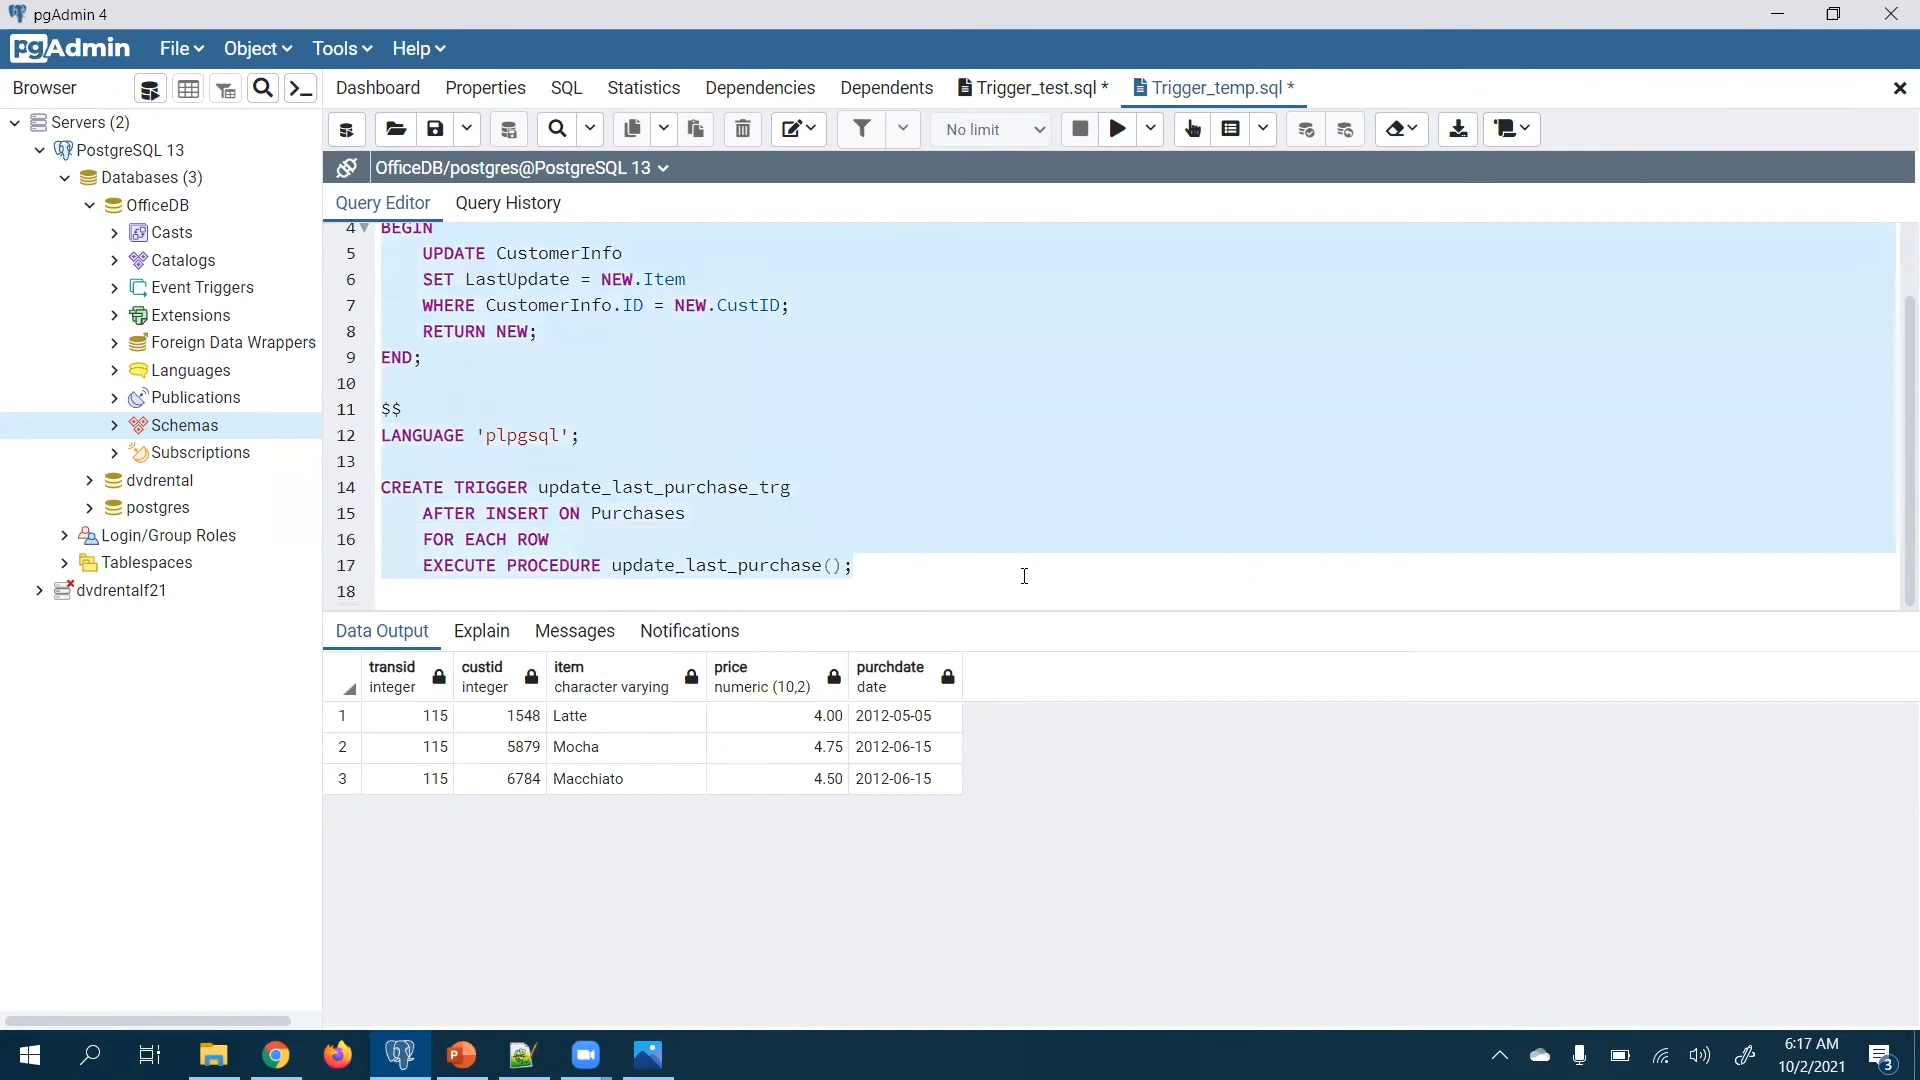 pgAdmin 4
pgAdmin File Object Tools Help
Browser Dashboard Properties SQL Statistics Dependencies Dependents Trigger_test.sql * Trigger_temp.sql *
Servers (2)
PostgreSQL 13
Databases (3)
OfficeDB
Casts
Catalogs
Event Triggers
Extensions
Foreign Data Wrappers
Languages
Publications
Schemas
Subscriptions
dvdrental
postgres
Login/Group Roles
Tablespaces
dvdrentalf21
No limit
OfficeDB/postgres@PostgreSQL 13
Query Editor Query History
4 BEGIN
5 UPDATE CustomerInfo
6 SET LastUpdate = NEW.Item
7 WHERE CustomerInfo.ID = NEW.CustID;
8 RETURN NEW;
9 END;
10
11 $$
12 LANGUAGE 'plpgsql';
13
14 CREATE TRIGGER update_last_purchase_trg
15 AFTER INSERT ON Purchases
16 FOR EACH ROW
17 EXECUTE PROCEDURE update_last_purchase();
18
Data Output Explain Messages Notifications
transid custid item price purchdate
integer integer character varying numeric (10,2) date
1 115 1548 Latte 4.00 2012-05-05
2 115 5879 Mocha 4.75 2012-06-15
3 115 6784 Macchiato 4.50 2012-06-15
6:17 AM
10/2/2021
3